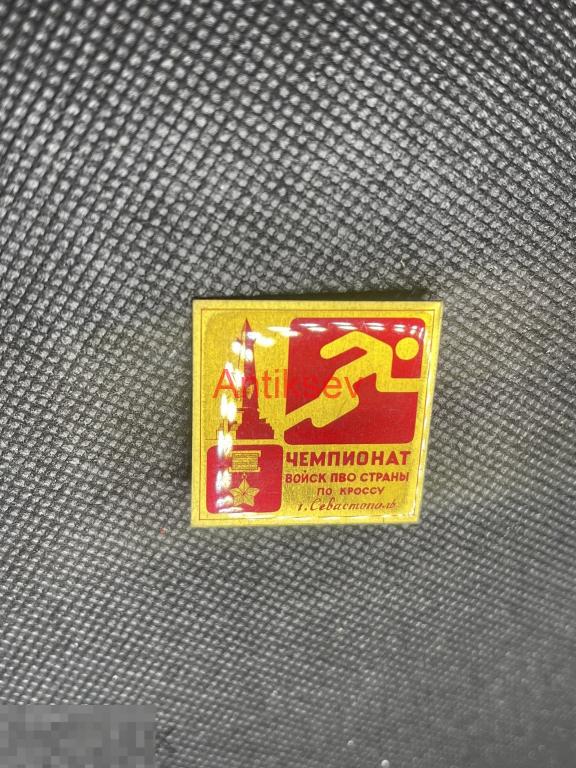 Antiksev
ЧЕМПИОНАТ
ВОЙСК ПВО СТРАНЫ
ПО КРОССУ
г. Севастополь